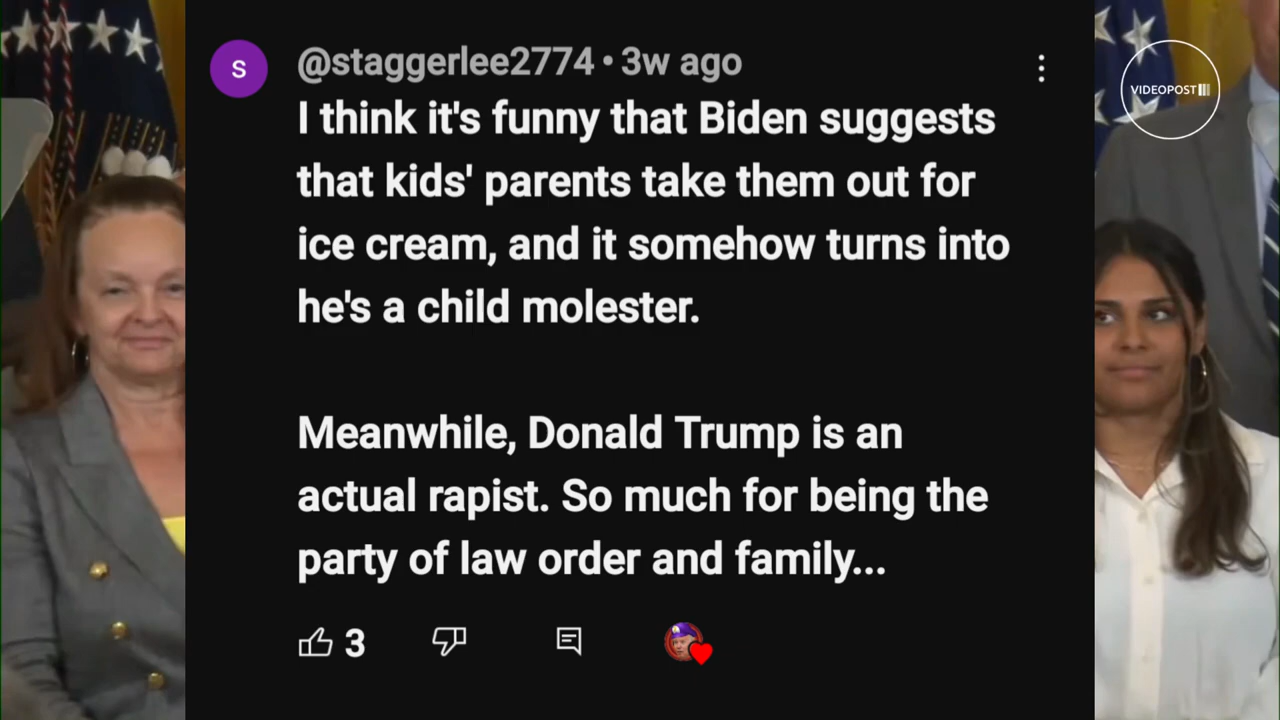 S
@staggerlee2774 • 3w ago
VIDEOPOST
I think it's funny that Biden suggests
that kids' parents take them out for
ice cream, and it somehow turns into
he's a child molester.
Meanwhile, Donald Trump is an
actual rapist. So much for being the
party of law order and family...
3